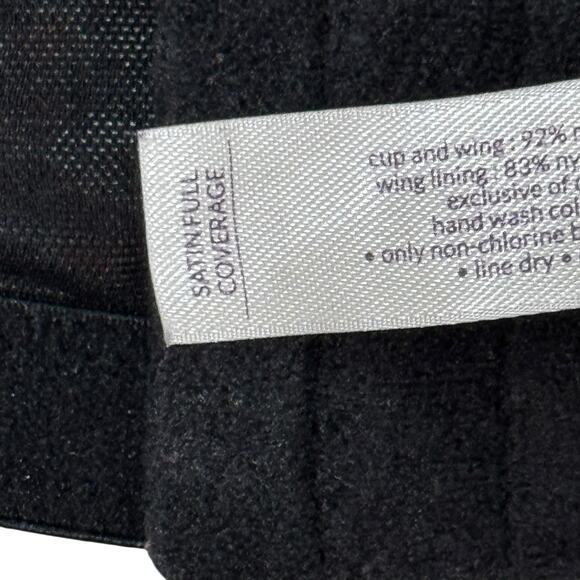 SATIN FULL
COVERAGE
cup and wing : 92%
wing lining : 83% ny
exclusive of
hand wash col
• only non-chlorine b
• line dry •